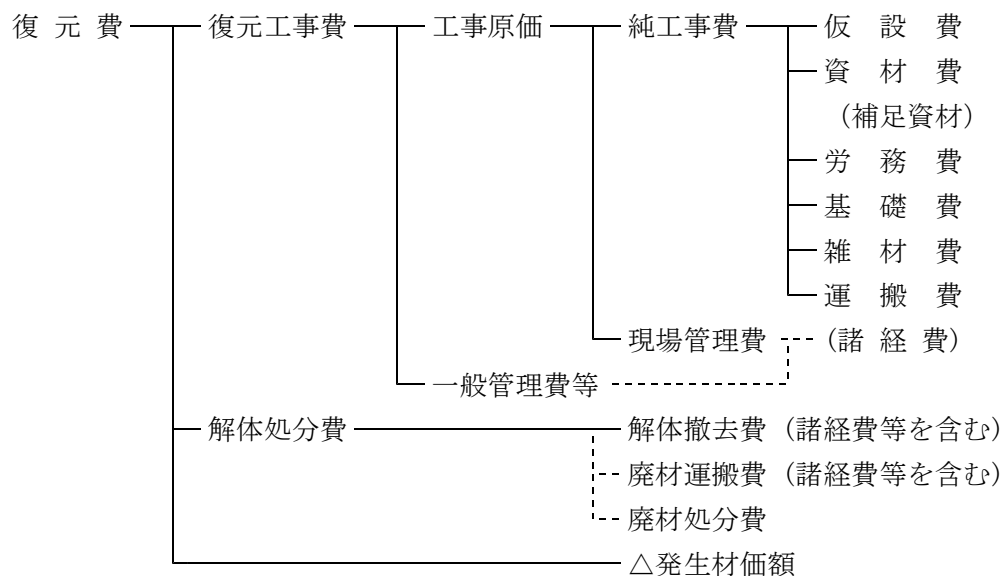 復元費 復元工事費 工事原価 純工事費 仮設費
資材費
（補足資材）
労務費
基礎費
雑材費
運搬費
現場管理費 （諸経費）
一般管理費等
解体処分費 解体撤去費（諸経費等を含む）
廃材運搬費（諸経費等を含む）
廃材処分費
△発生材価額